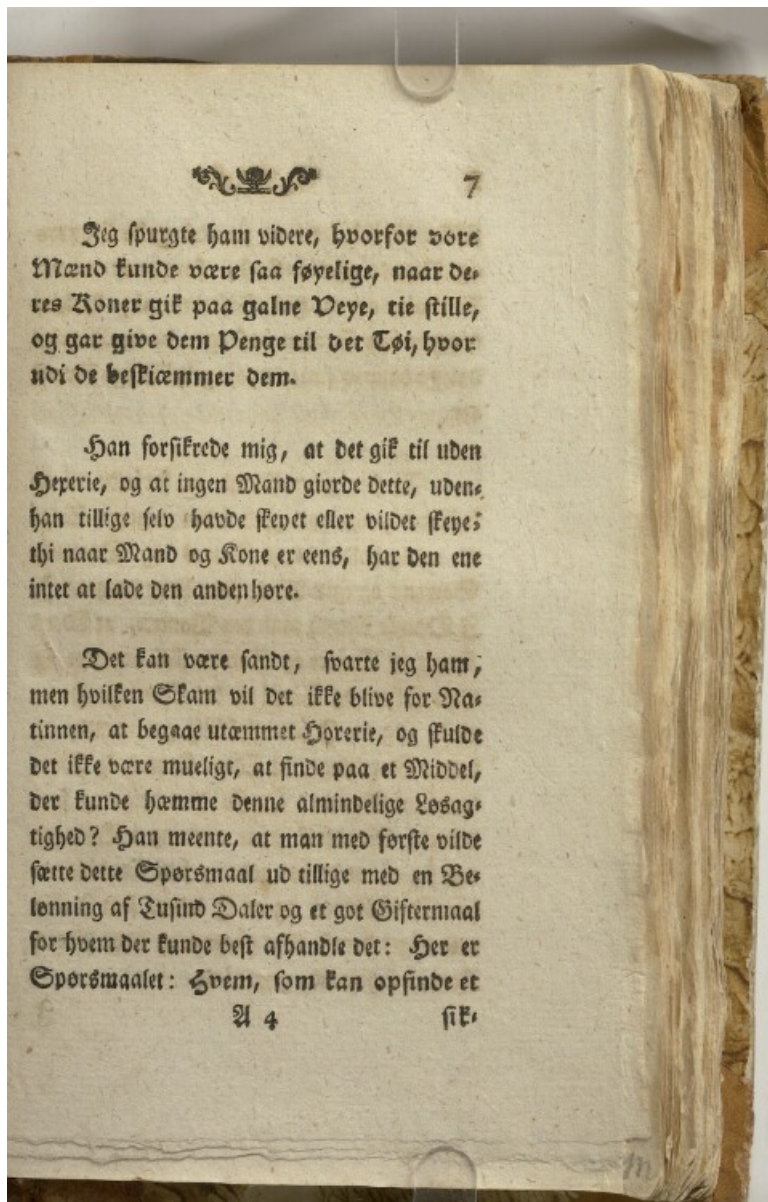 7
Jeg spurgte ham videre, hvorfor vore
Mænd kunde være saa føyelige, naar de-
res Koner gik paa galne Veye, tie stille,
og gar give dem Penge til det Tøi, hvor
udi de beskiæmmer dem.
Han forsikrede mig, at det gik til uden
Hexerie, og at ingen Mand giorde dette, uden-
han tillige selv havde skeyet eller vildet skeye;
thi naar Mand og Kone er eens, har den ene
intet at lade den anden høre.
Det kan være sandt, svarte jeg ham,
men hvilken Skam vil det ikke blive for Na-
tinnen, at begaae utæmmet Horerie, og skulde
det ikke være mueligt, at finde paa et Middel,
der kunde hæmme denne almindelige Løsag-
tighed? Han meente, at man med første vilde
sætte dette Spørsmaal ud tillige med en Be-
lønning af Tusind Daler og et got Giftermaal
for hvem der kunde best afhandle det: Her er
Spørsmaalet: Hvem, som kan opfinde et
A 4 sik-
m